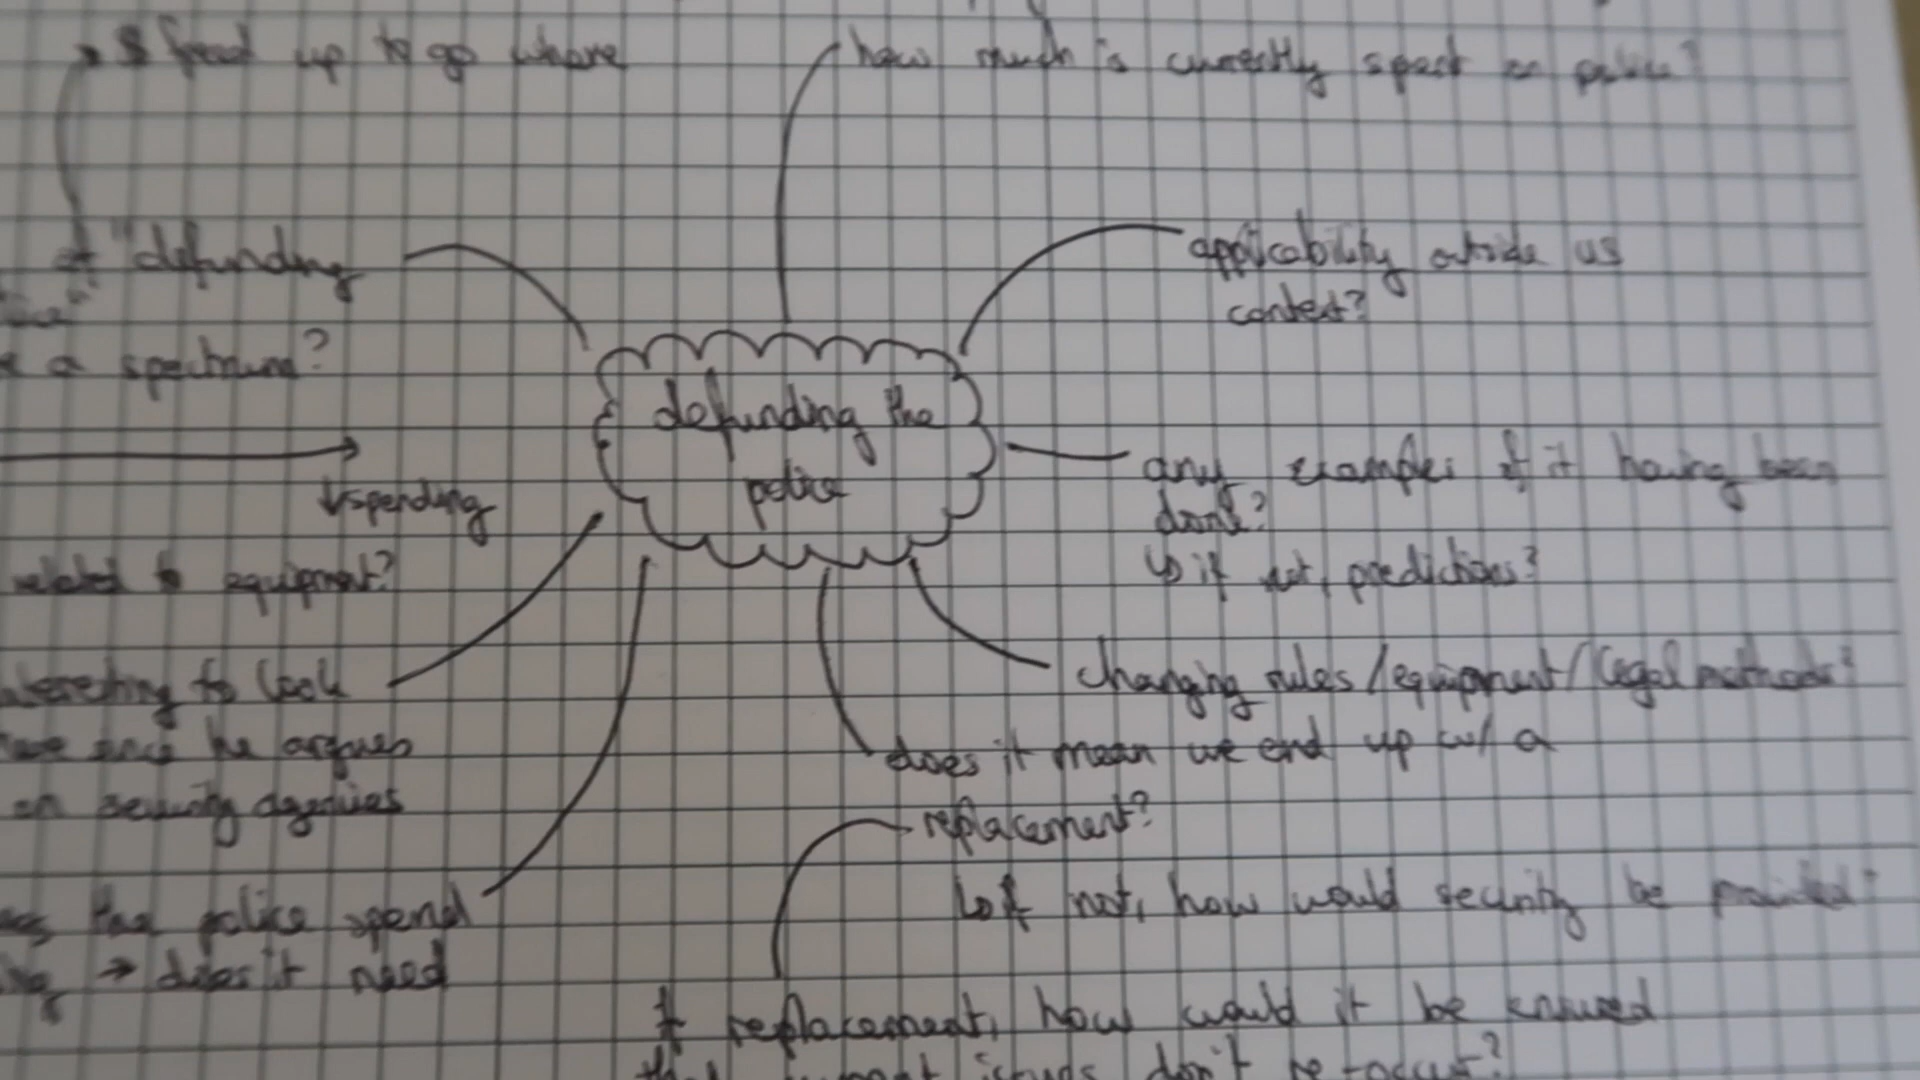 $ freed up to go where
how much is currently spent on police?
of "defunding
applicability outside US
context?
a spectrum?
defunding the
police
↓spending
any examples of it having been
done?
↳ if not, predictions?
related to equipment?
changing rules/equipment/legal methods?
interesting to look
since he argues
on security agencies
does it mean we end up w/ a
replacement?
↳ if not, how would security be provided?
the police spend
→ does it need
if replacement, how would it be ensured
issues don't re-occur?